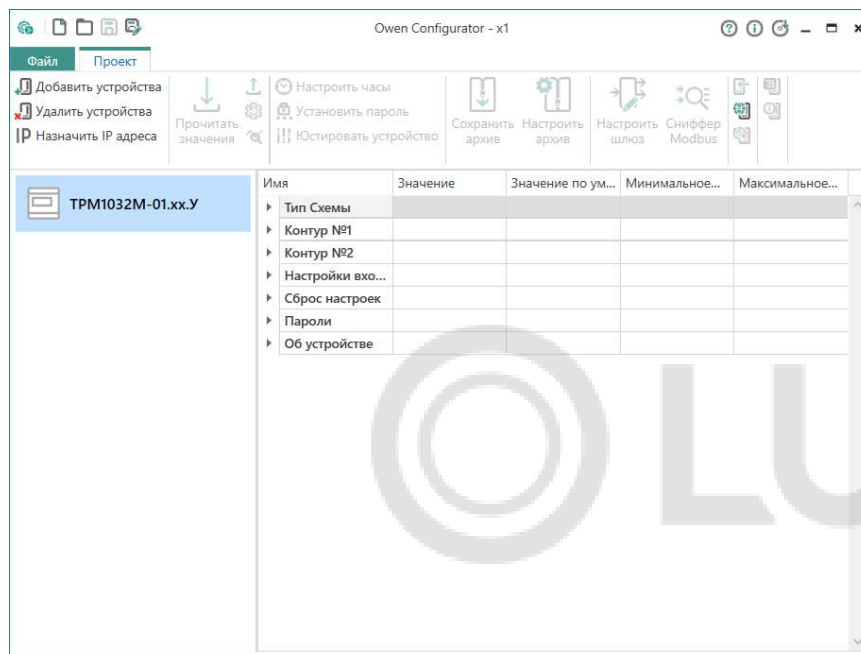 Owen Configurator - x1
Файл Проект
Добавить устройства
Удалить устройства
IP Назначить IP адреса
Прочитать значения
Настроить часы
Установить пароль
Юстировать устройство
Сохранить архив
Настроить архив
Настроить шлюз
Сниффер Modbus
ТРМ1032М-01.хх.У
Имя Значение Значение по ум... Минимальное... Максимальное...
Тип Схемы
Контур №1
Контур №2
Настройки вхо...
Сброс настроек
Пароли
Об устройстве
OLU